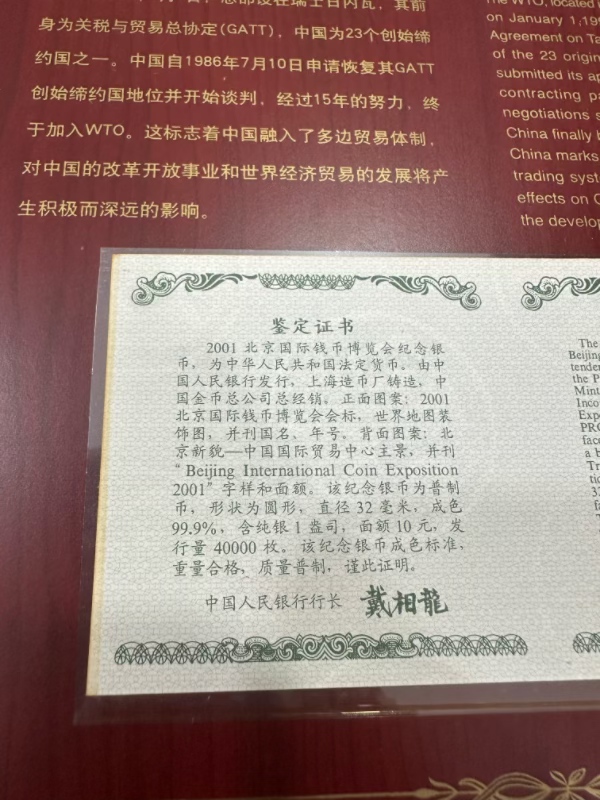 身为关税与贸易总协定(GATT)，中国为23个创始缔
约国之一。中国自1986年7月10日申请恢复其GATT
创始缔约国地位并开始谈判，经过15年的努力，终
于加入WTO。这标志着中国融入了多边贸易体制，
对中国的改革开放事业和世界经济贸易的发展将产
生积极而深远的影响。
The WTO, located
on January 1,
Agreement on
of the 23
submitted its
contracting
negotiations
China finally
China marks
trading
effects on
the
鉴定证书
2001 北京国际钱币博览会纪念银
币，为中华人民共和国法定货币。由中
国人民银行发行，上海造币厂铸造，中
国金币总公司总经销。正面图案：2001
北京国际钱币博览会会标，世界地图装
饰图，并刊国名、年号。背面图案：北
京新貌—中国国际贸易中心主景，并刊
“Beijing International Coin Exposition
2001”字样和面额。该纪念银币为普制
币，形状为圆形，直径32毫米，成色
99.9%，含纯银1盎司，面额10元，发
行量40000枚。该纪念银币成色标准，
重量合格，质量普制，谨此证明。
中国人民银行行长 戴相龍
The
Beijing
tender
the P
Mint
Inco
Exp
PRC
face
a b
Tr
tio
32
fa
T